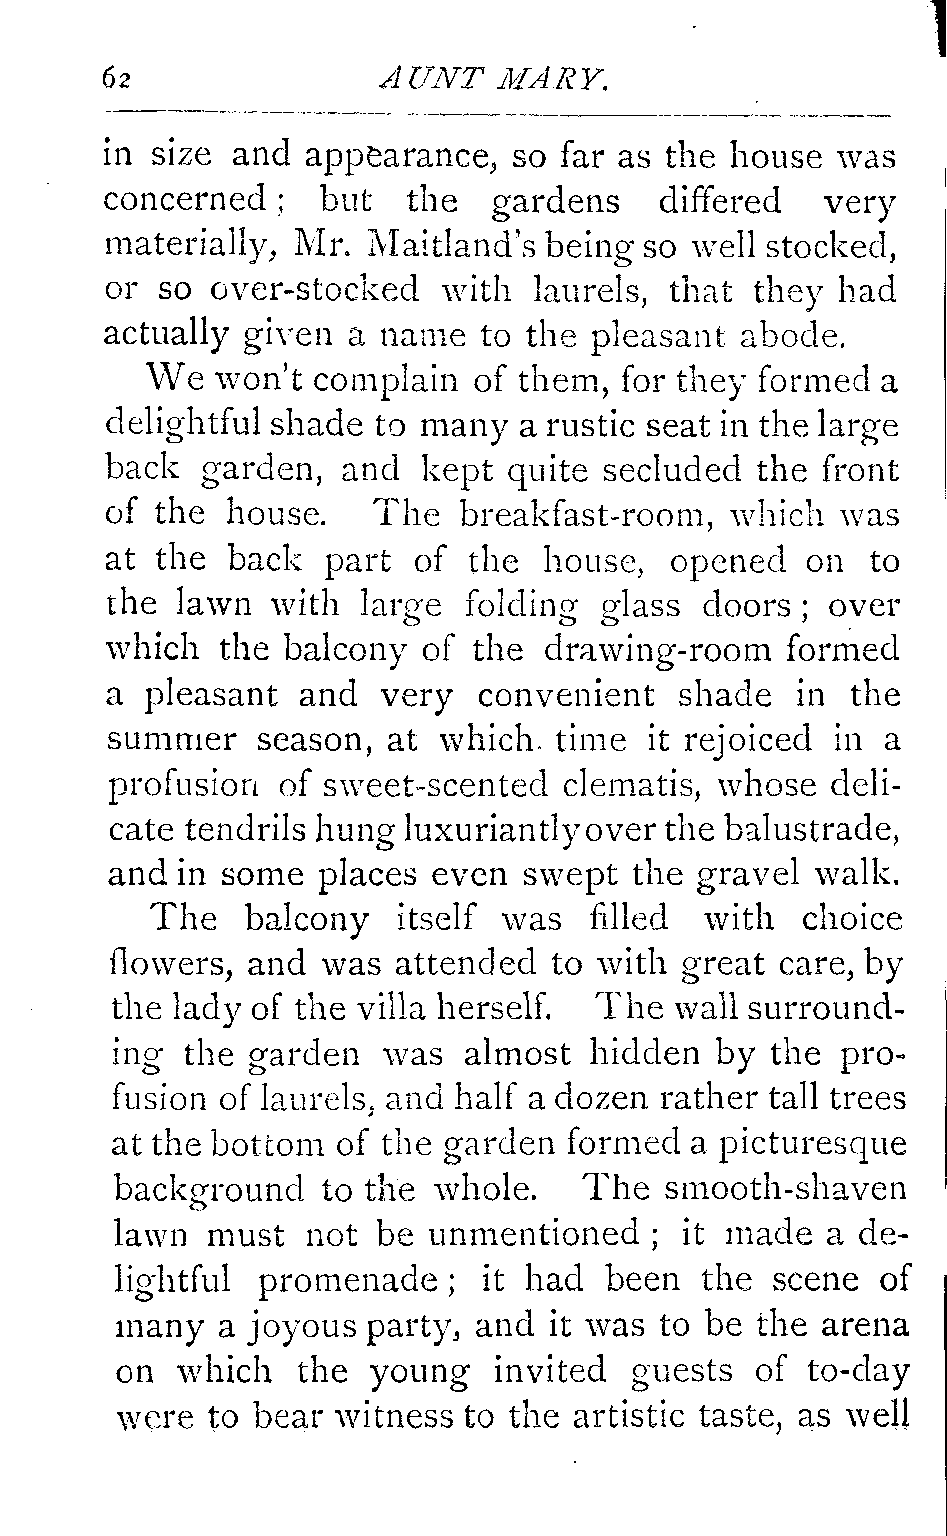 62 AUNT MARY.
in size and appearance, so far as the house was
concerned; but the gardens differed very
materially, Mr. Maitland's being so well stocked,
or so over-stocked with laurels, that they had
actually given a name to the pleasant abode.
We won't complain of them, for they formed a
delightful shade to many a rustic seat in the large
back garden, and kept quite secluded the front
of the house. The breakfast-room, which was
at the back part of the house, opened on to
the lawn with large folding glass doors; over
which the balcony of the drawing-room formed
a pleasant and very convenient shade in the
summer season, at which time it rejoiced in a
profusion of sweet-scented clematis, whose deli-
cate tendrils hung luxuriantly over the balustrade,
and in some places even swept the gravel walk.
The balcony itself was filled with choice
flowers, and was attended to with great care, by
the lady of the villa herself. The wall surround-
ing the garden was almost hidden by the pro-
fusion of laurels, and half a dozen rather tall trees
at the bottom of the garden formed a picturesque
background to the whole. The smooth-shaven
lawn must not be unmentioned; it made a de-
lightful promenade; it had been the scene of
many a joyous party, and it was to be the arena
on which the young invited guests of to-day
were to bear witness to the artistic taste, as well